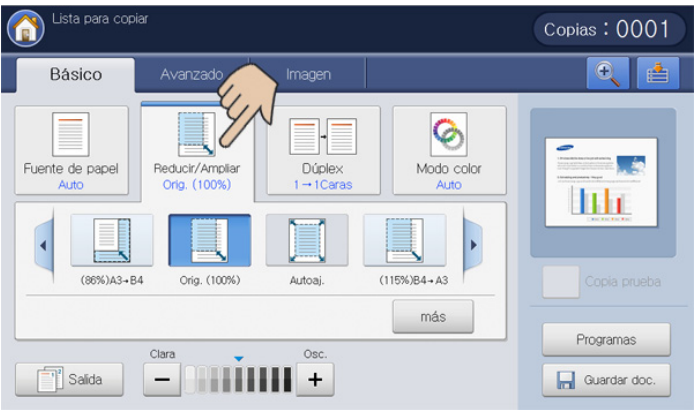 Lista para copiar
Copias : 0001
Básico
Avanzado
Imagen
Fuente de papel
Auto
Reducir/Ampliar
Orig. (100%)
Dúplex
1→1Caras
Modo color
Auto
(86%)A3→B4
Orig. (100%)
Autoaj.
(115%)B4→A3
más
Copia prueba
Programas
Guardar doc.
Salida
Clara
Osc.